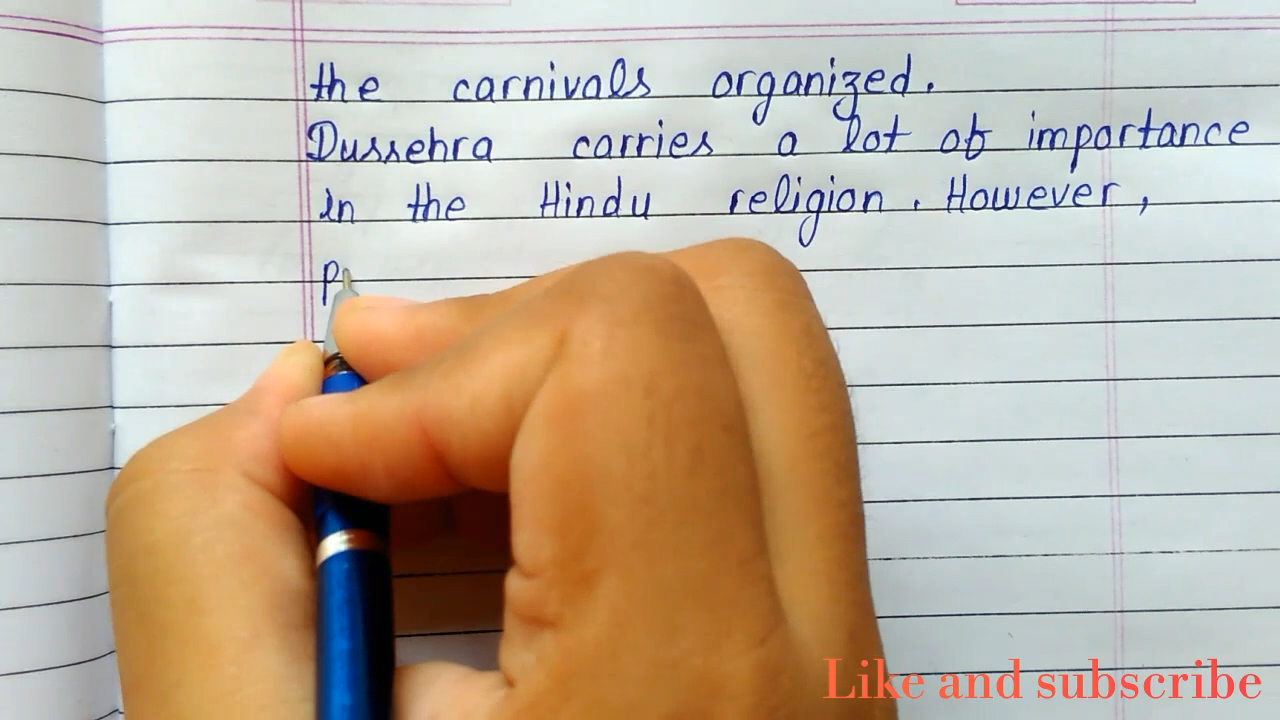 the carnivals organized.
Dussehra carries a lot of importance
in the Hindu religion. However,
p
Like and subscribe